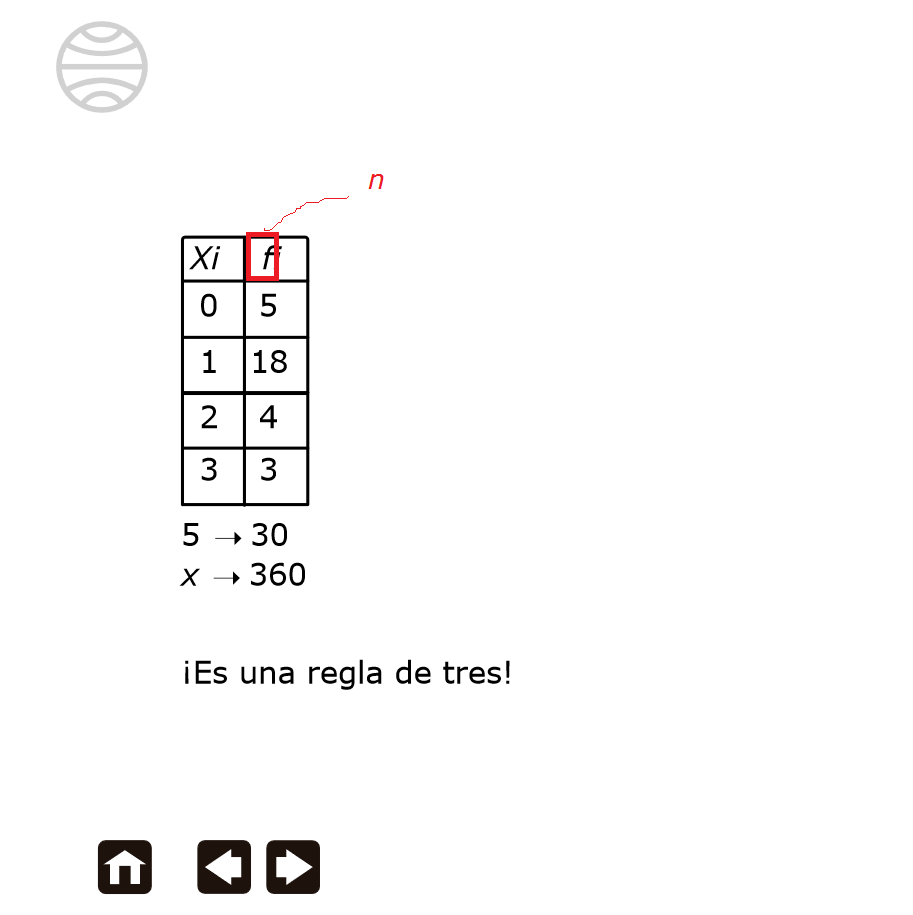 n
Xi fi
0 5
1 18
2 4
3 3
5 → 30
x → 360
¡Es una regla de tres!